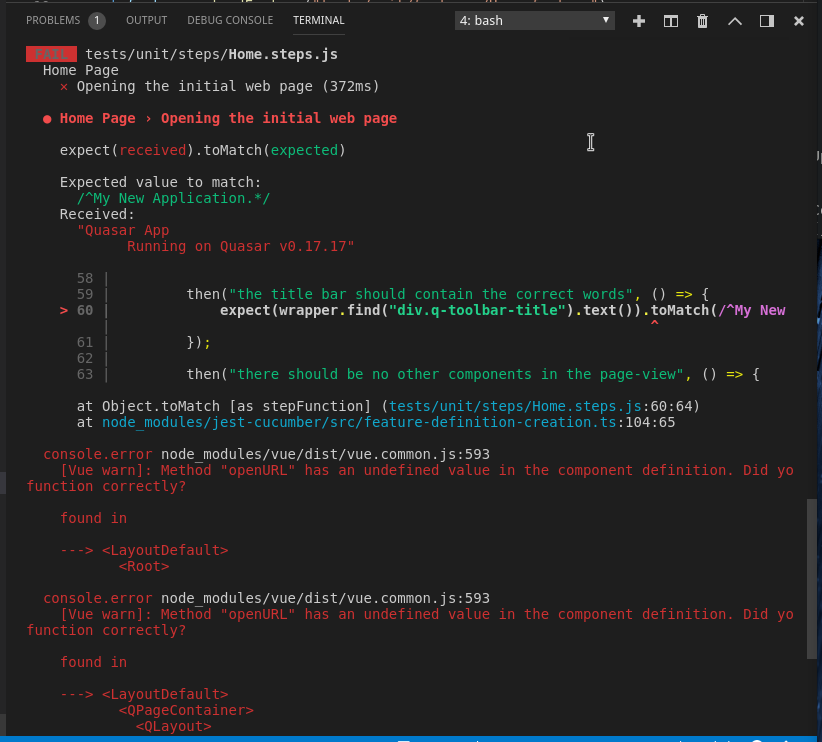 PROBLEMS 1 OUTPUT DEBUG CONSOLE TERMINAL 4: bash
FAIL tests/unit/steps/Home.steps.js
Home Page
✕ Opening the initial web page (372ms)
● Home Page › Opening the initial web page
expect(received).toMatch(expected)
Expected value to match:
/^My New Application.*/
Received:
"Quasar App
Running on Quasar v0.17.17"
58 |
59 | then("the title bar should contain the correct words", () => {
> 60 | expect(wrapper.find("div.q-toolbar-title").text()).toMatch(/^My New
| ^
61 | });
62 |
63 | then("there should be no other components in the page-view", () => {
at Object.toMatch [as stepFunction] (tests/unit/steps/Home.steps.js:60:64)
at node_modules/jest-cucumber/src/feature-definition-creation.ts:104:65
console.error node_modules/vue/dist/vue.common.js:593
[Vue warn]: Method "openURL" has an undefined value in the component definition. Did yo
function correctly?
found in
---> <LayoutDefault>
<Root>
console.error node_modules/vue/dist/vue.common.js:593
[Vue warn]: Method "openURL" has an undefined value in the component definition. Did yo
function correctly?
found in
---> <LayoutDefault>
<QPageContainer>
<QLayout>